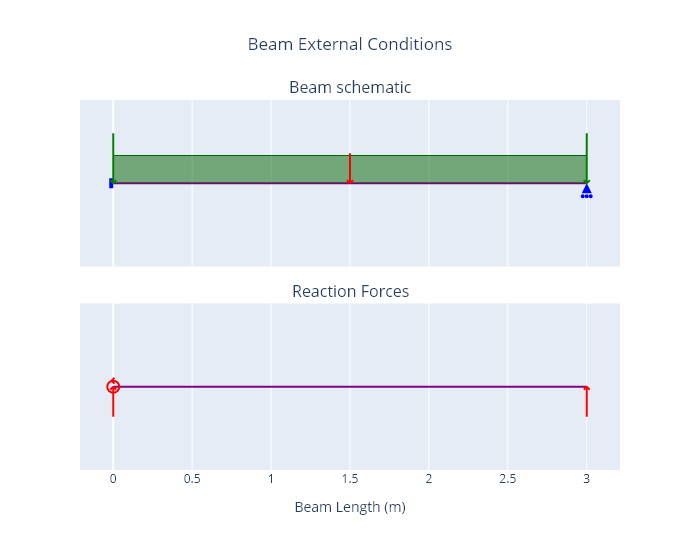 Beam External Conditions
Beam schematic
Reaction Forces
0 0.5 1 1.5 2 2.5 3
Beam Length (m)